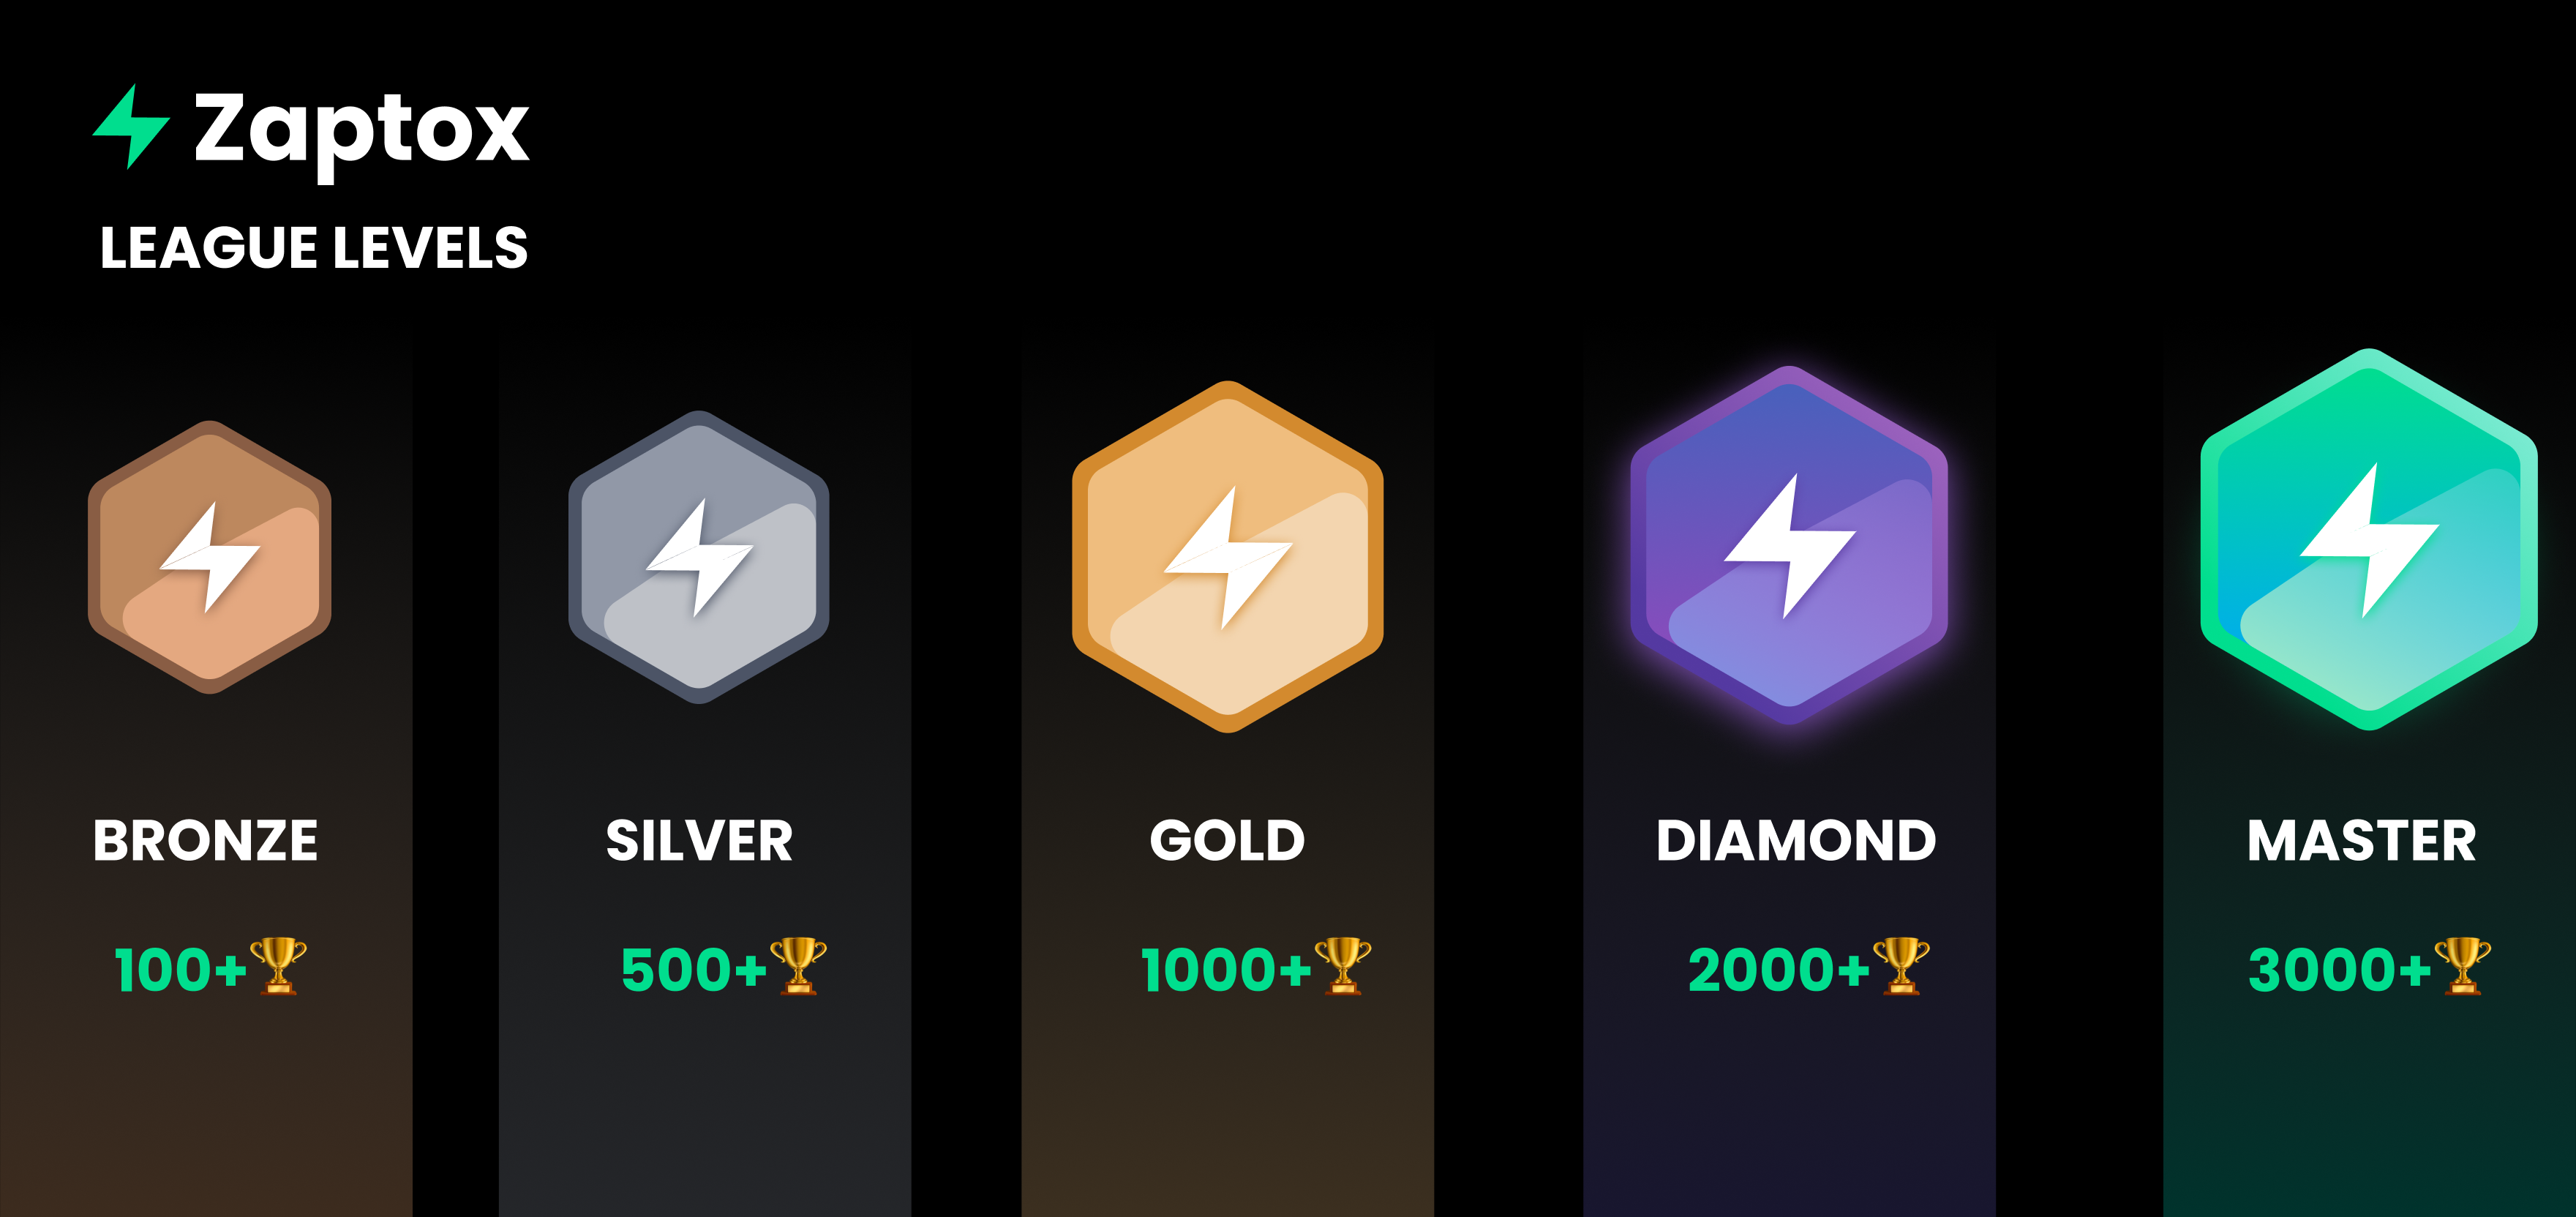 Zaptox
LEAGUE LEVELS
BRONZE
SILVER
GOLD
DIAMOND
MASTER
100+🏆
500+🏆
1000+🏆
2000+🏆
3000+🏆